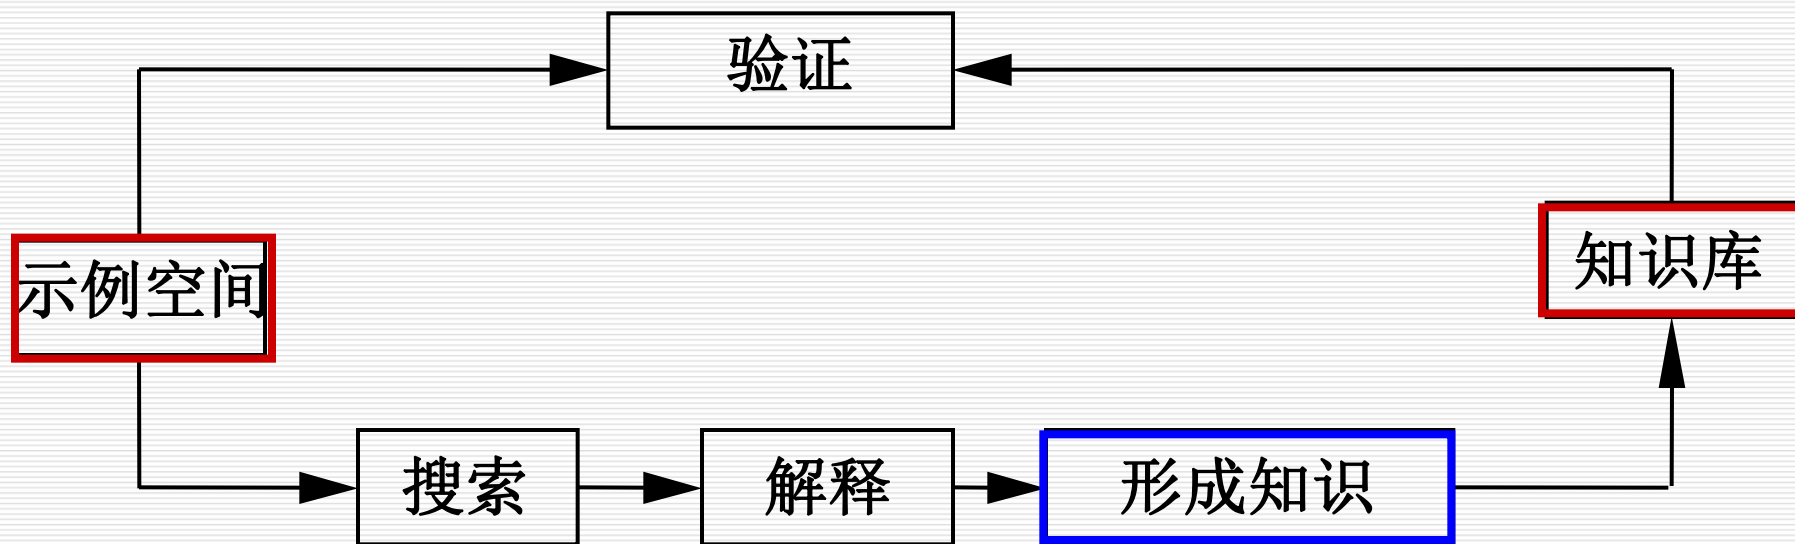 验证
示例空间
知识库
搜索
解释
形成知识